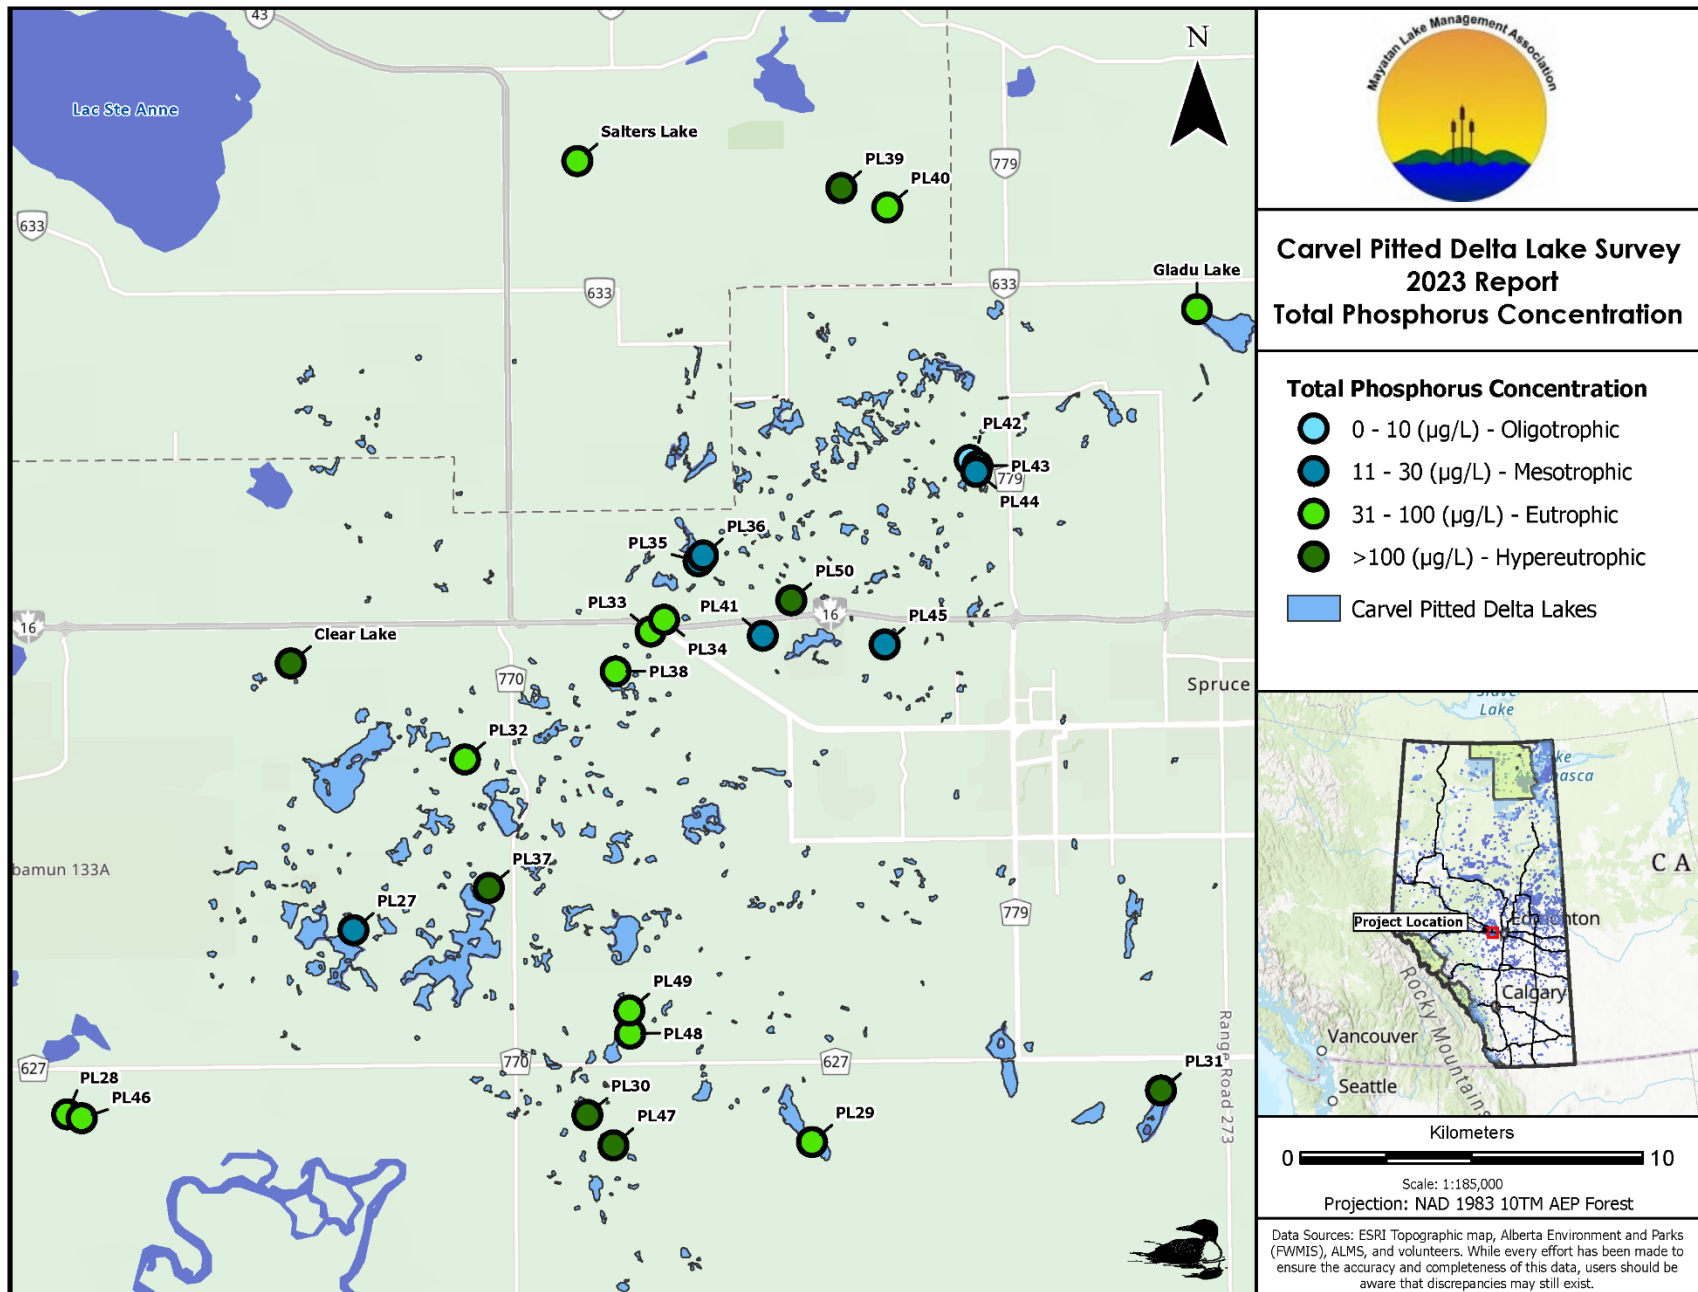 43
Lac Ste Anne
Salters Lake
N
PL39
779
PL40
633
Gladu Lake
633
633
PL42
PL43
779
PL44
PL36
PL35
PL50
PL33
PL41
16
PL45
16
Clear Lake
PL34
PL38
770
Spruce
PL32
PL37
bamun 133A
PL27
779
PL49
PL48
Range Road 273
627
770
627
PL31
PL28
PL46
PL30
PL47
PL29
Mayatan Lake Management Association
Carvel Pitted Delta Lake Survey
2023 Report
Total Phosphorus Concentration
Total Phosphorus Concentration
0 - 10 (µg/L) - Oligotrophic
11 - 30 (µg/L) - Mesotrophic
31 - 100 (µg/L) - Eutrophic
>100 (µg/L) - Hypereutrophic
Carvel Pitted Delta Lakes
Lake
Lake
basca
C A
Project Location
Edmonton
Calgary
Rocky Mountains
Vancouver
Seattle
Kilometers
0 10
Scale: 1:185,000
Projection: NAD 1983 10TM AEP Forest
Data Sources: ESRI Topographic map, Alberta Environment and Parks
(FWMIS), ALMS, and volunteers. While every effort has been made to
ensure the accuracy and completeness of this data, users should be
aware that discrepancies may still exist.